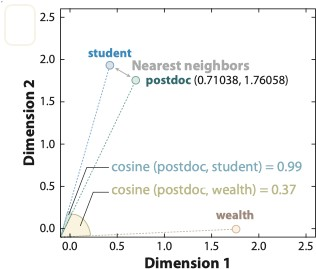 2.5
2.0
1.5
1.0
0.5
0.0
Dimension 2
student
Nearest neighbors
postdoc (0.71038, 1.76058)
cosine (postdoc, student) = 0.99
cosine (postdoc, wealth) = 0.37
wealth
0.0 0.5 1.0 1.5 2.0 2.5
Dimension 1